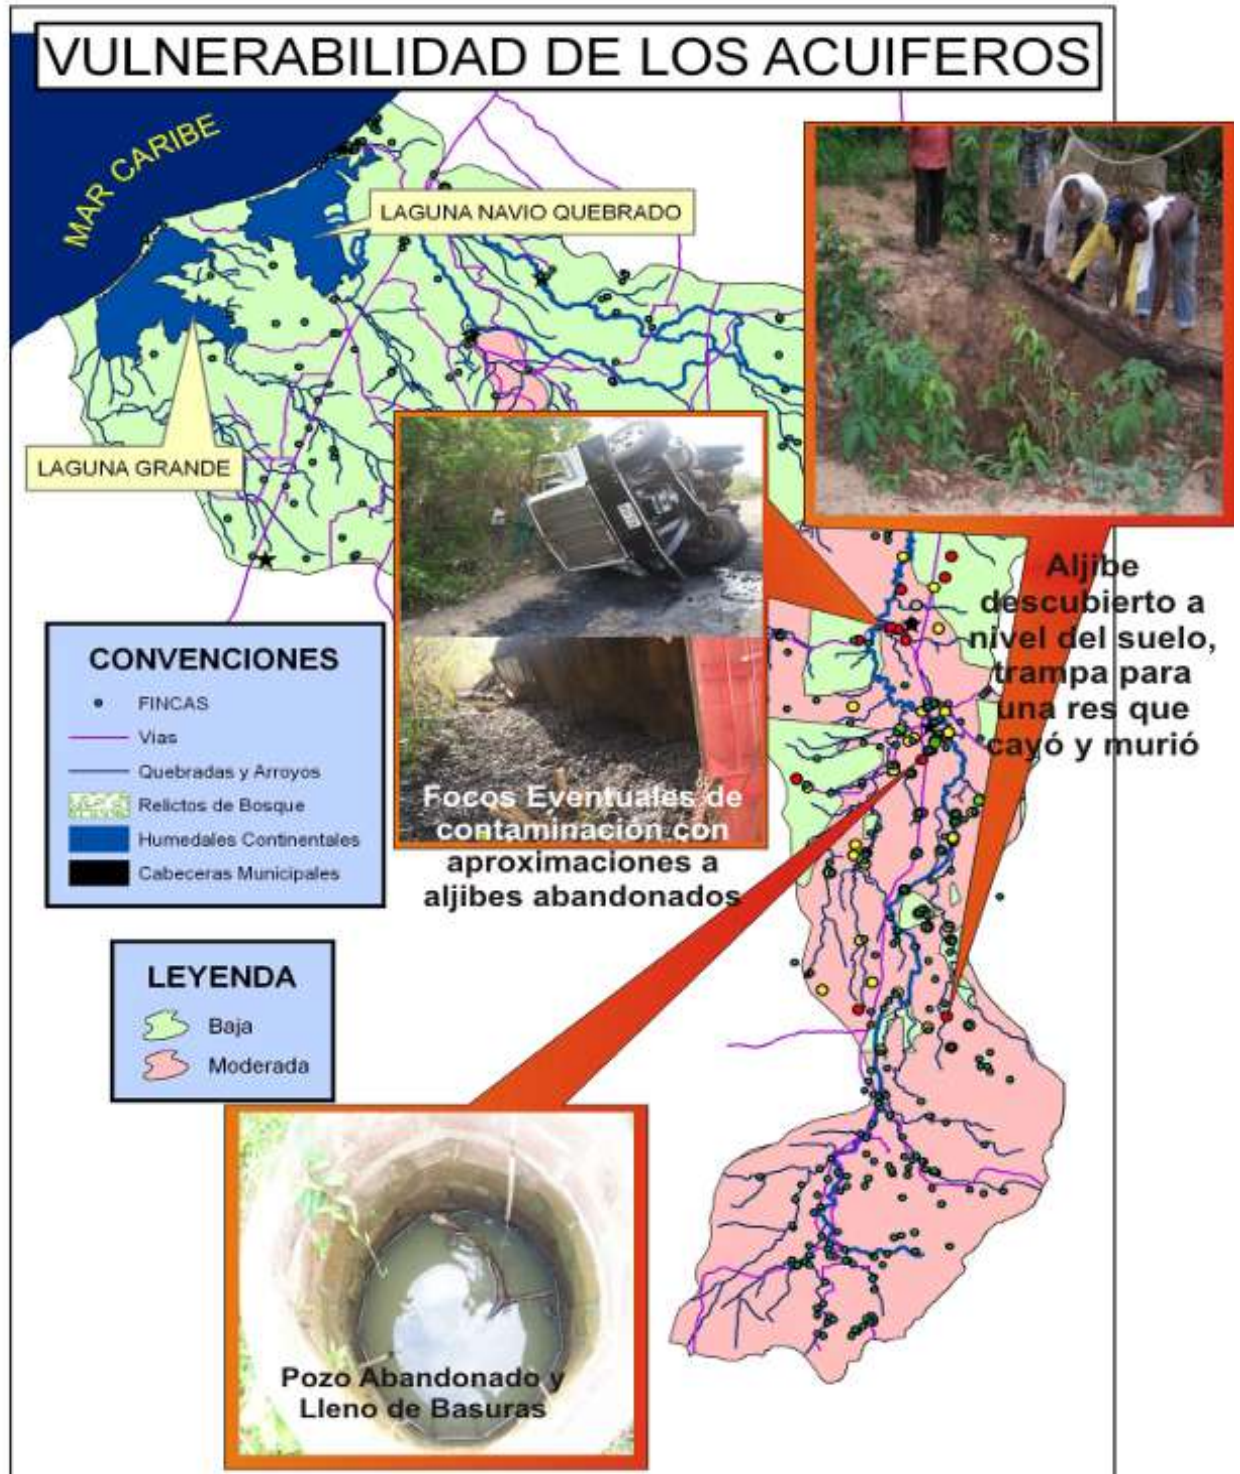 VULNERABILIDAD DE LOS ACUIFEROS
MAR CARIBE
LAGUNA NAVIO QUEBRADO
LAGUNA GRANDE
Aljibe
descubierto a
nivel del suelo,
trampa para
una res que
cayó y murió
Focos Eventuales de
contaminación con
aproximaciones a
aljibes abandonados
CONVENCIONES
FINCAS
Vias
Quebradas y Arroyos
Relictos de Bosque
Humedales Continentales
Cabeceras Municipales
LEYENDA
Baja
Moderada
Pozo Abandonado y
Lleno de Basuras